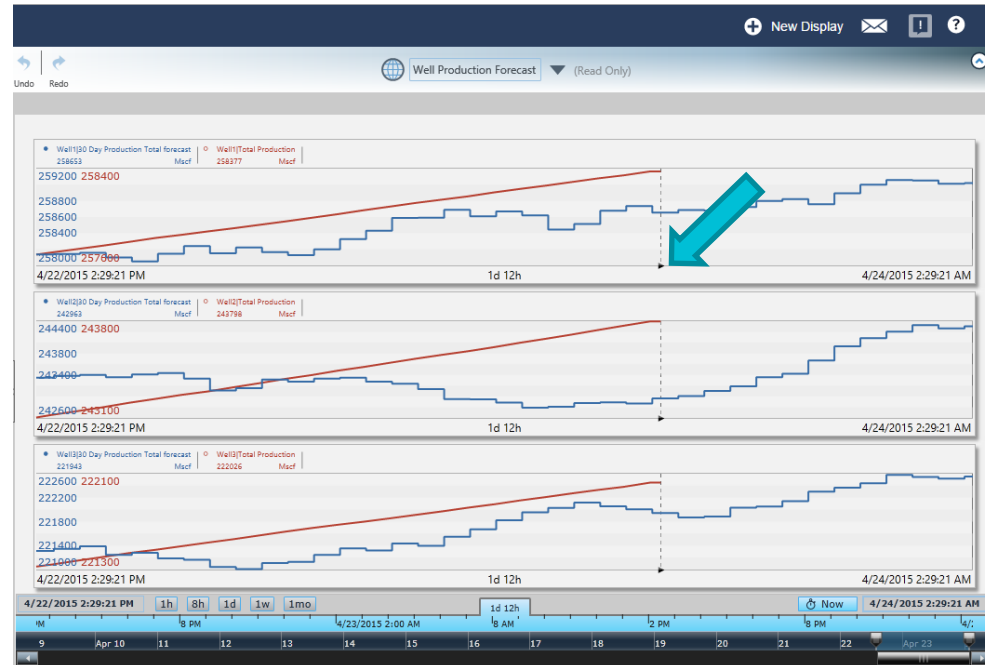 New Display ?
Undo Redo
Well Production Forecast (Read Only)
Well1|30 Day Production Total forecast Well1|Total Production
258653 Mscf 258377 Mscf
259200 258400
258800
258600
258400
258000 257600
4/22/2015 2:29:21 PM 1d 12h 4/24/2015 2:29:21 AM
Well2|30 Day Production Total forecast Well2|Total Production
242963 Mscf 243798 Mscf
244400 243800
243800
243400
242600 243100
4/22/2015 2:29:21 PM 1d 12h 4/24/2015 2:29:21 AM
Well3|30 Day Production Total forecast Well3|Total Production
221943 Mscf 222026 Mscf
222600 222100
222200
221800
221400
221000 221300
4/22/2015 2:29:21 PM 1d 12h 4/24/2015 2:29:21 AM
4/22/2015 2:29:21 PM 1h 8h 1d 1w 1mo 1d 12h Now 4/24/2015 2:29:21 AM
8 PM 4/23/2015 2:00 AM 8 AM 2 PM 8 PM
9 Apr 10 11 12 13 14 15 16 17 18 19 20 21 22 Apr 23